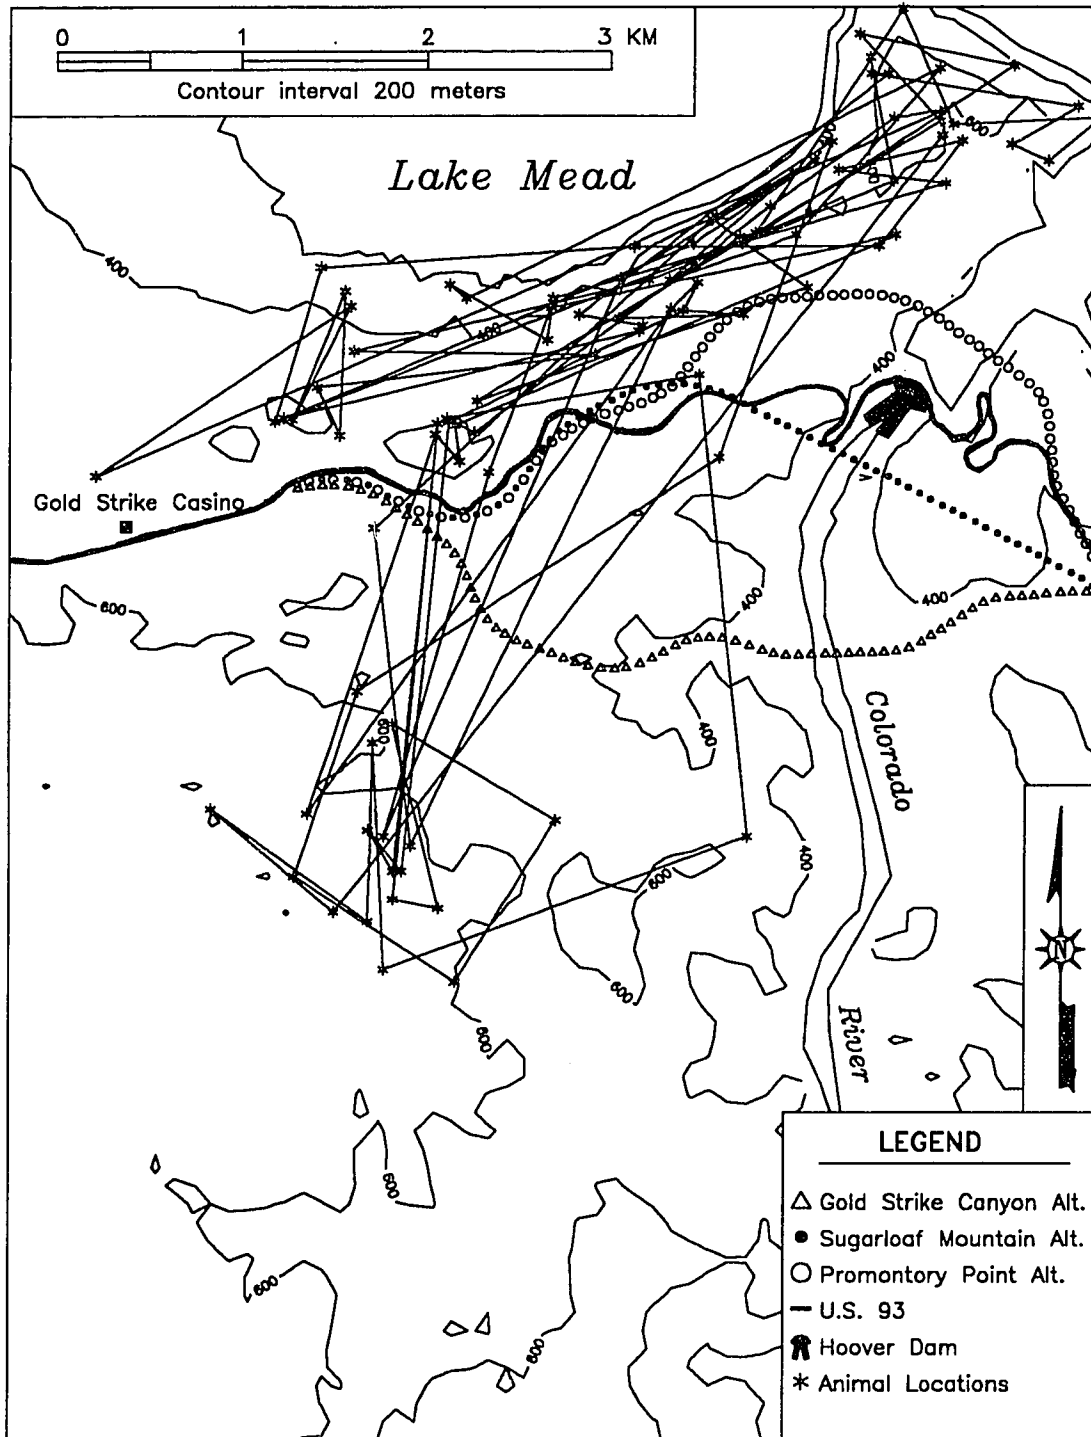 0 1 2 3 KM
Contour interval 200 meters
Lake Mead
600
400
400
400
Gold Strike Casino
400
400
600
600
400
Colorado
400
600
N
600
River
600
600
600
600
LEGEND
Gold Strike Canyon Alt.
Sugarloaf Mountain Alt.
Promontory Point Alt.
U.S. 93
Hoover Dam
Animal Locations